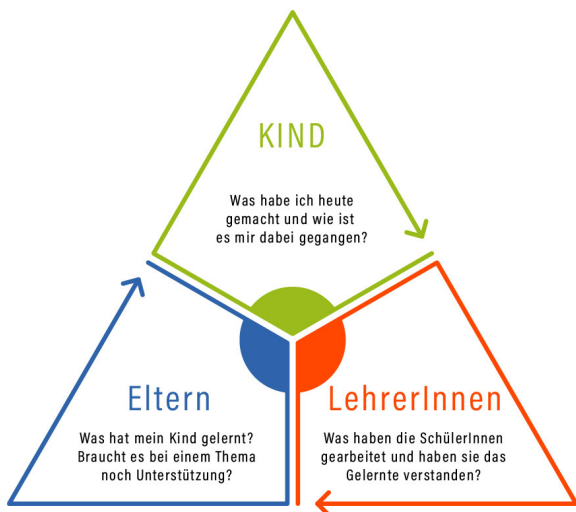 KIND
Was habe ich heute
gemacht und wie ist
es mir dabei gegangen?
Eltern
Was hat mein Kind gelernt?
Braucht es bei einem Thema
noch Unterstützung?
LehrerInnen
Was haben die SchülerInnen
gearbeitet und haben sie das
Gelernte verstanden?